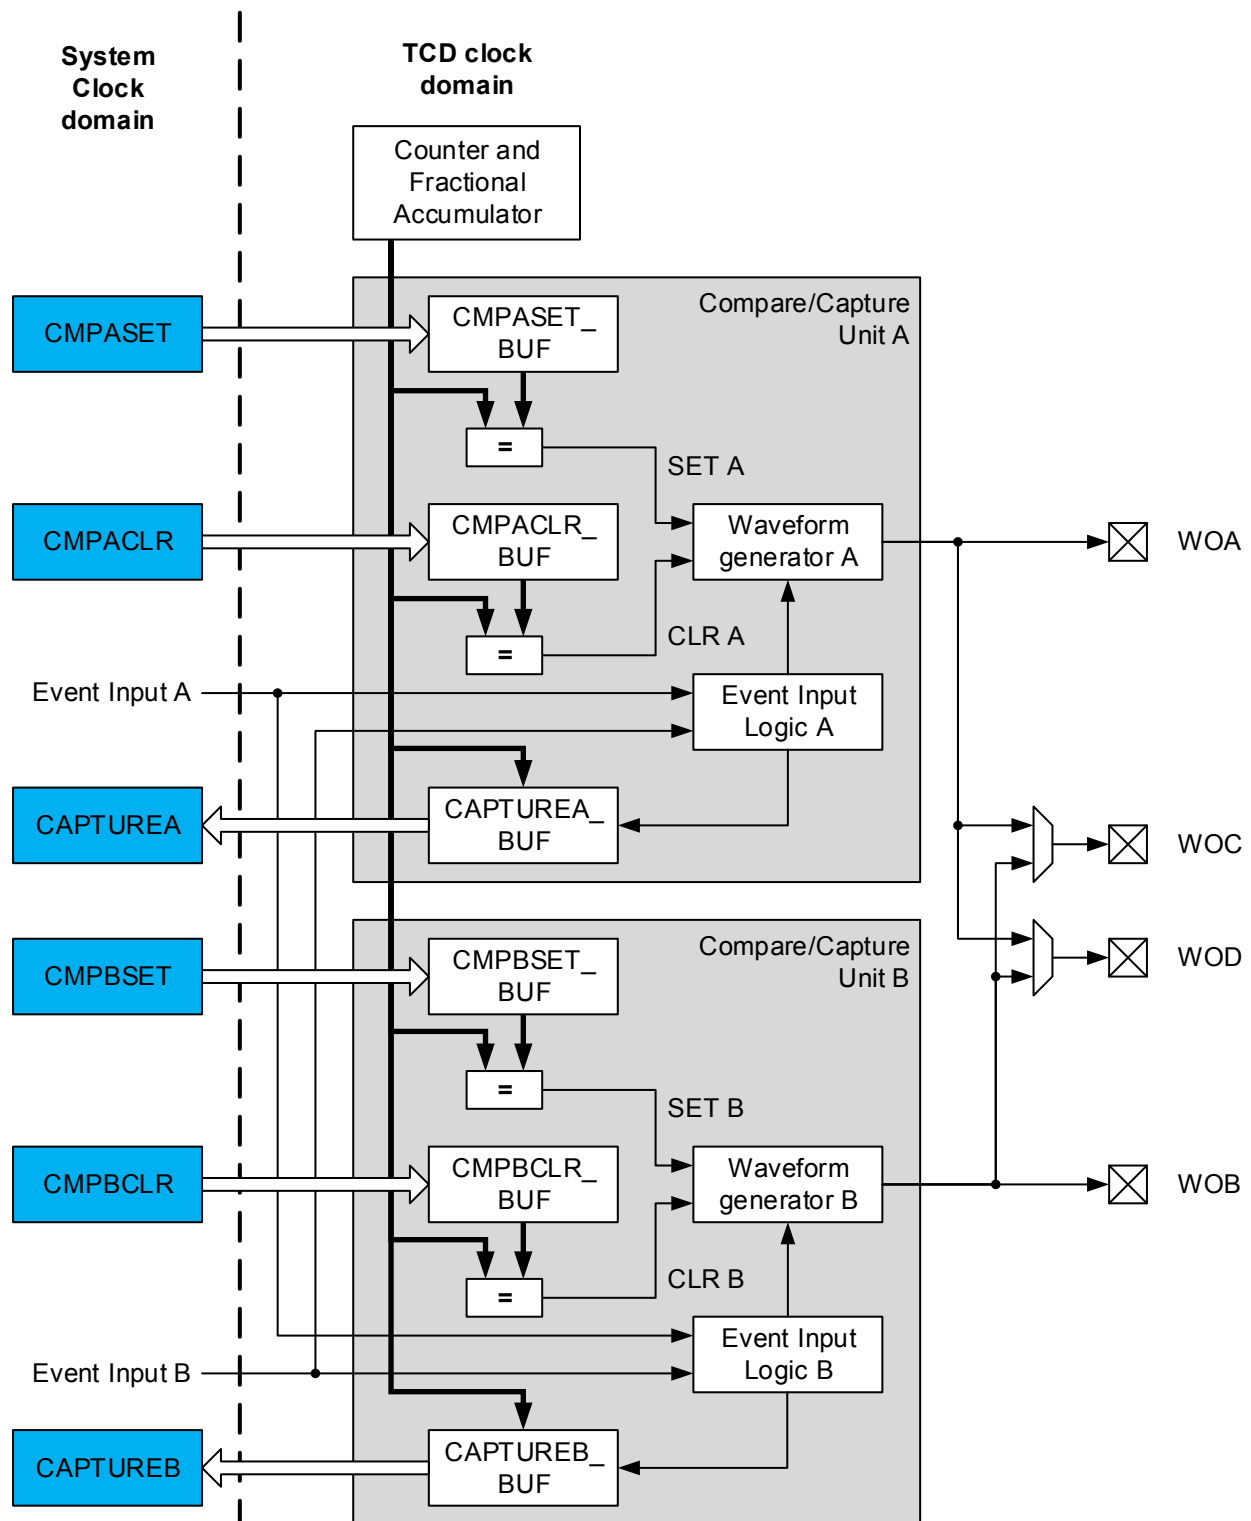 System
Clock
domain
TCD clock
domain
Counter and
Fractional
Accumulator
Compare/Capture
Unit A
CMPASET
CMPASET_
BUF
=
SET A
CMPACLR
CMPACLR_
BUF
Waveform
generator A
WOA
=
CLR A
Event Input A
Event Input
Logic A
CAPTUREA
CAPTUREA_
BUF
WOC
Compare/Capture
Unit B
CMPBSET
CMPBSET_
BUF
WOD
=
SET B
CMPBCLR
CMPBCLR_
BUF
Waveform
generator B
WOB
=
CLR B
Event Input B
Event Input
Logic B
CAPTUREB
CAPTUREB_
BUF